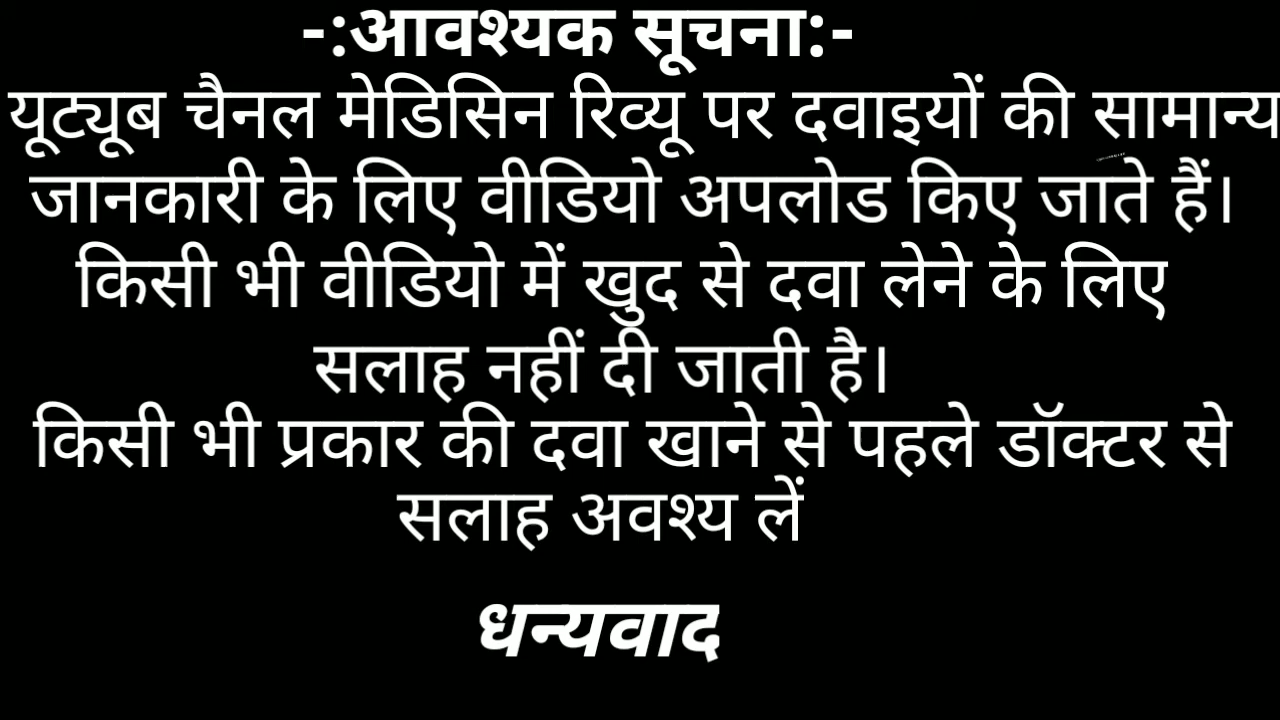 -:आवश्यक सूचना:-
यूट्यूब चैनल मेडिसिन रिव्यू पर दवाइयों की सामान्य
जानकारी के लिए वीडियो अपलोड किए जाते हैं।
किसी भी वीडियो में खुद से दवा लेने के लिए
सलाह नहीं दी जाती है।
किसी भी प्रकार की दवा खाने से पहले डॉक्टर से
सलाह अवश्य लें
धन्यवाद